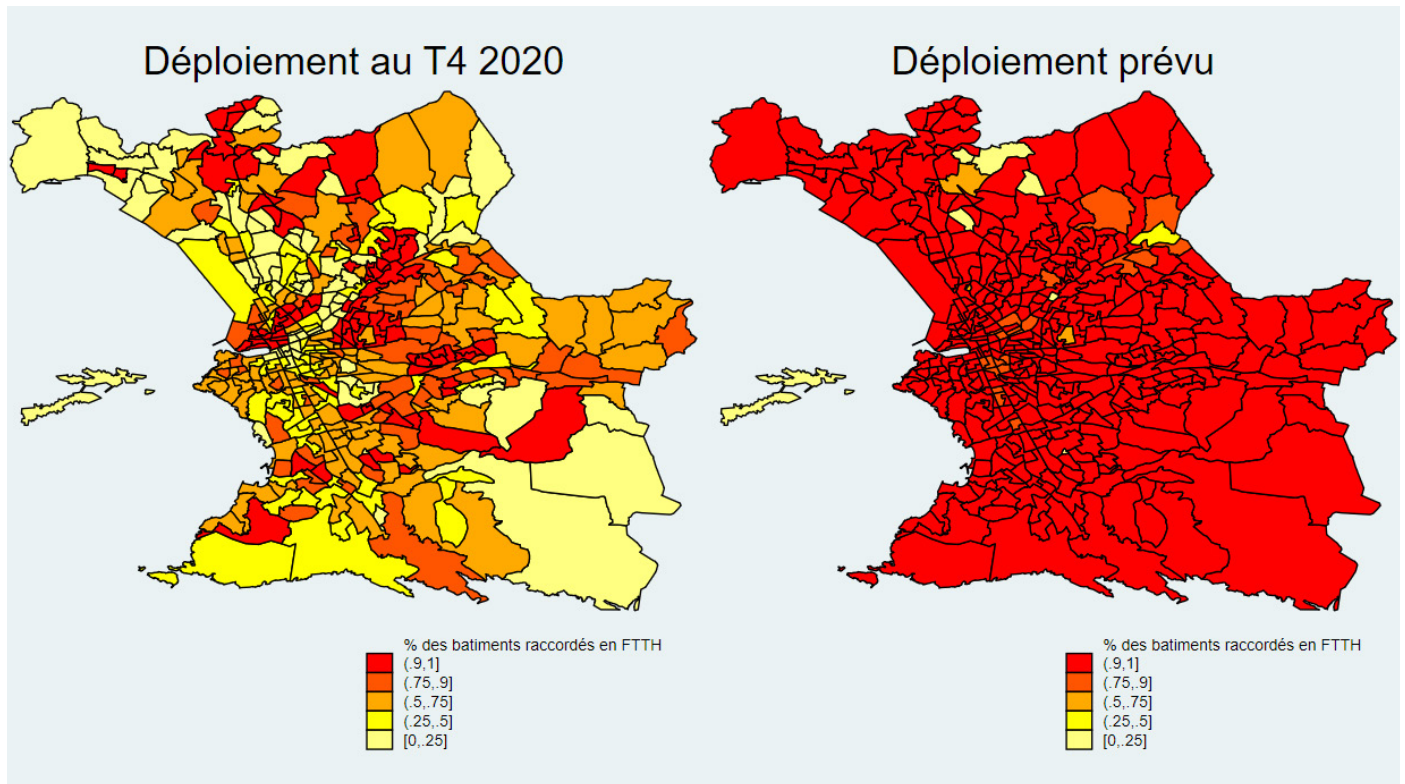 Déploiement au T4 2020
Déploiement prévu
% des batiments raccordés en FTTH
(.9,1]
(.75,.9]
(.5,.75]
(.25,.5]
[0,.25]
% des batiments raccordés en FTTH
(.9,1]
(.75,.9]
(.5,.75]
(.25,.5]
[0,.25]